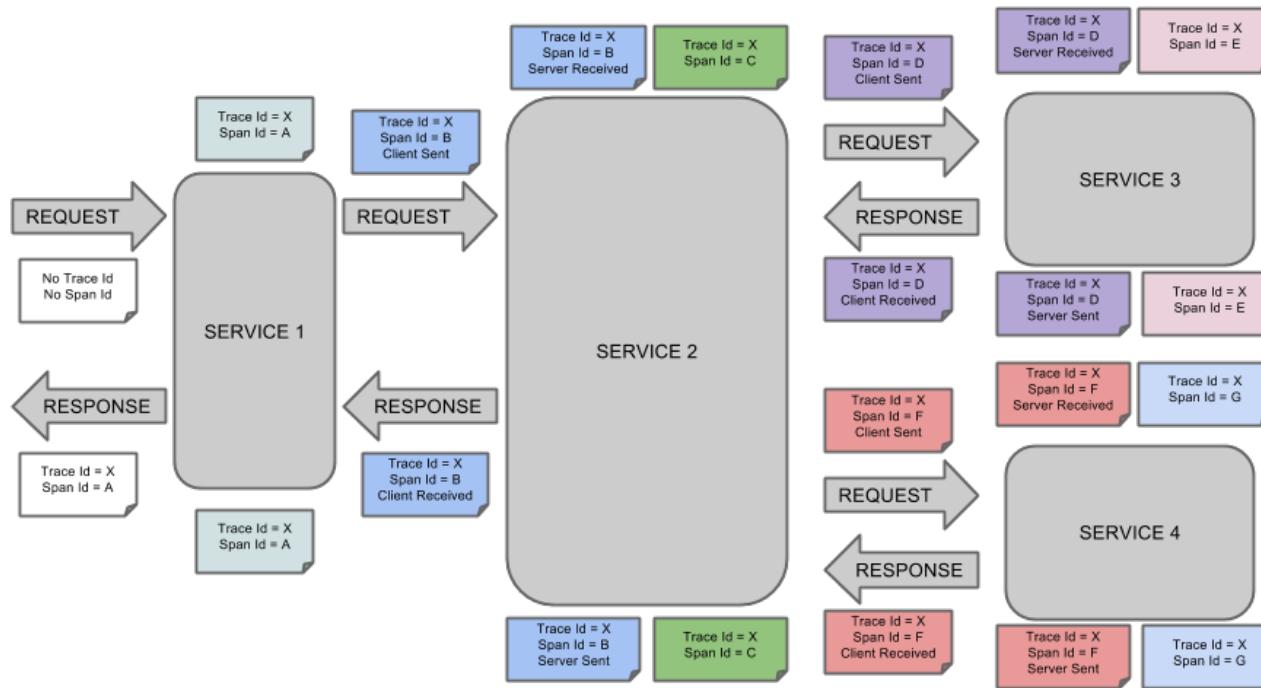 Trace Id = X
Span Id = B
Server Received
Trace Id = X
Span Id = C
Trace Id = X
Span Id = D
Client Sent
Trace Id = X
Span Id = D
Server Received
Trace Id = X
Span Id = E
Trace Id = X
Span Id = A
Trace Id = X
Span Id = B
Client Sent
REQUEST
SERVICE 3
REQUEST
REQUEST
RESPONSE
No Trace Id
No Span Id
Trace Id = X
Span Id = D
Client Received
Trace Id = X
Span Id = D
Server Sent
Trace Id = X
Span Id = E
SERVICE 1
SERVICE 2
RESPONSE
RESPONSE
Trace Id = X
Span Id = F
Client Sent
Trace Id = X
Span Id = F
Server Received
Trace Id = X
Span Id = G
Trace Id = X
Span Id = A
Trace Id = X
Span Id = B
Client Received
REQUEST
SERVICE 4
Trace Id = X
Span Id = A
RESPONSE
Trace Id = X
Span Id = B
Server Sent
Trace Id = X
Span Id = C
Trace Id = X
Span Id = F
Client Received
Trace Id = X
Span Id = F
Server Sent
Trace Id = X
Span Id = G